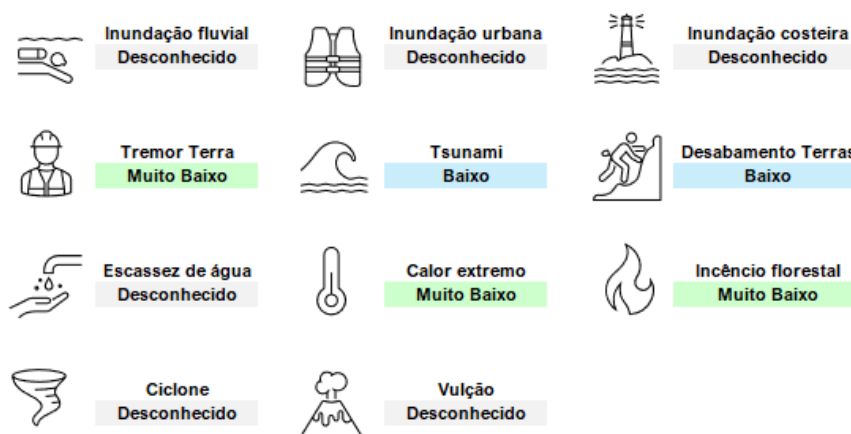 Inundação fluvial
Desconhecido
Inundação urbana
Desconhecido
Inundação costeira
Desconhecido
Tremor Terra
Muito Baixo
Tsunami
Baixo
Desabamento Terras
Baixo
Escassez de água
Desconhecido
Calor extremo
Muito Baixo
Incêncio florestal
Muito Baixo
Ciclone
Desconhecido
Vulção
Desconhecido